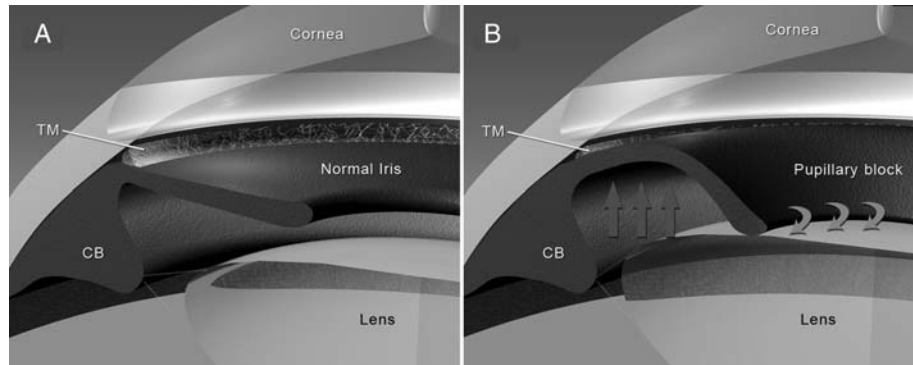 A
Cornea
TM
Normal Iris
CB
Lens
B
Cornea
TM
Pupillary block
CB
Lens